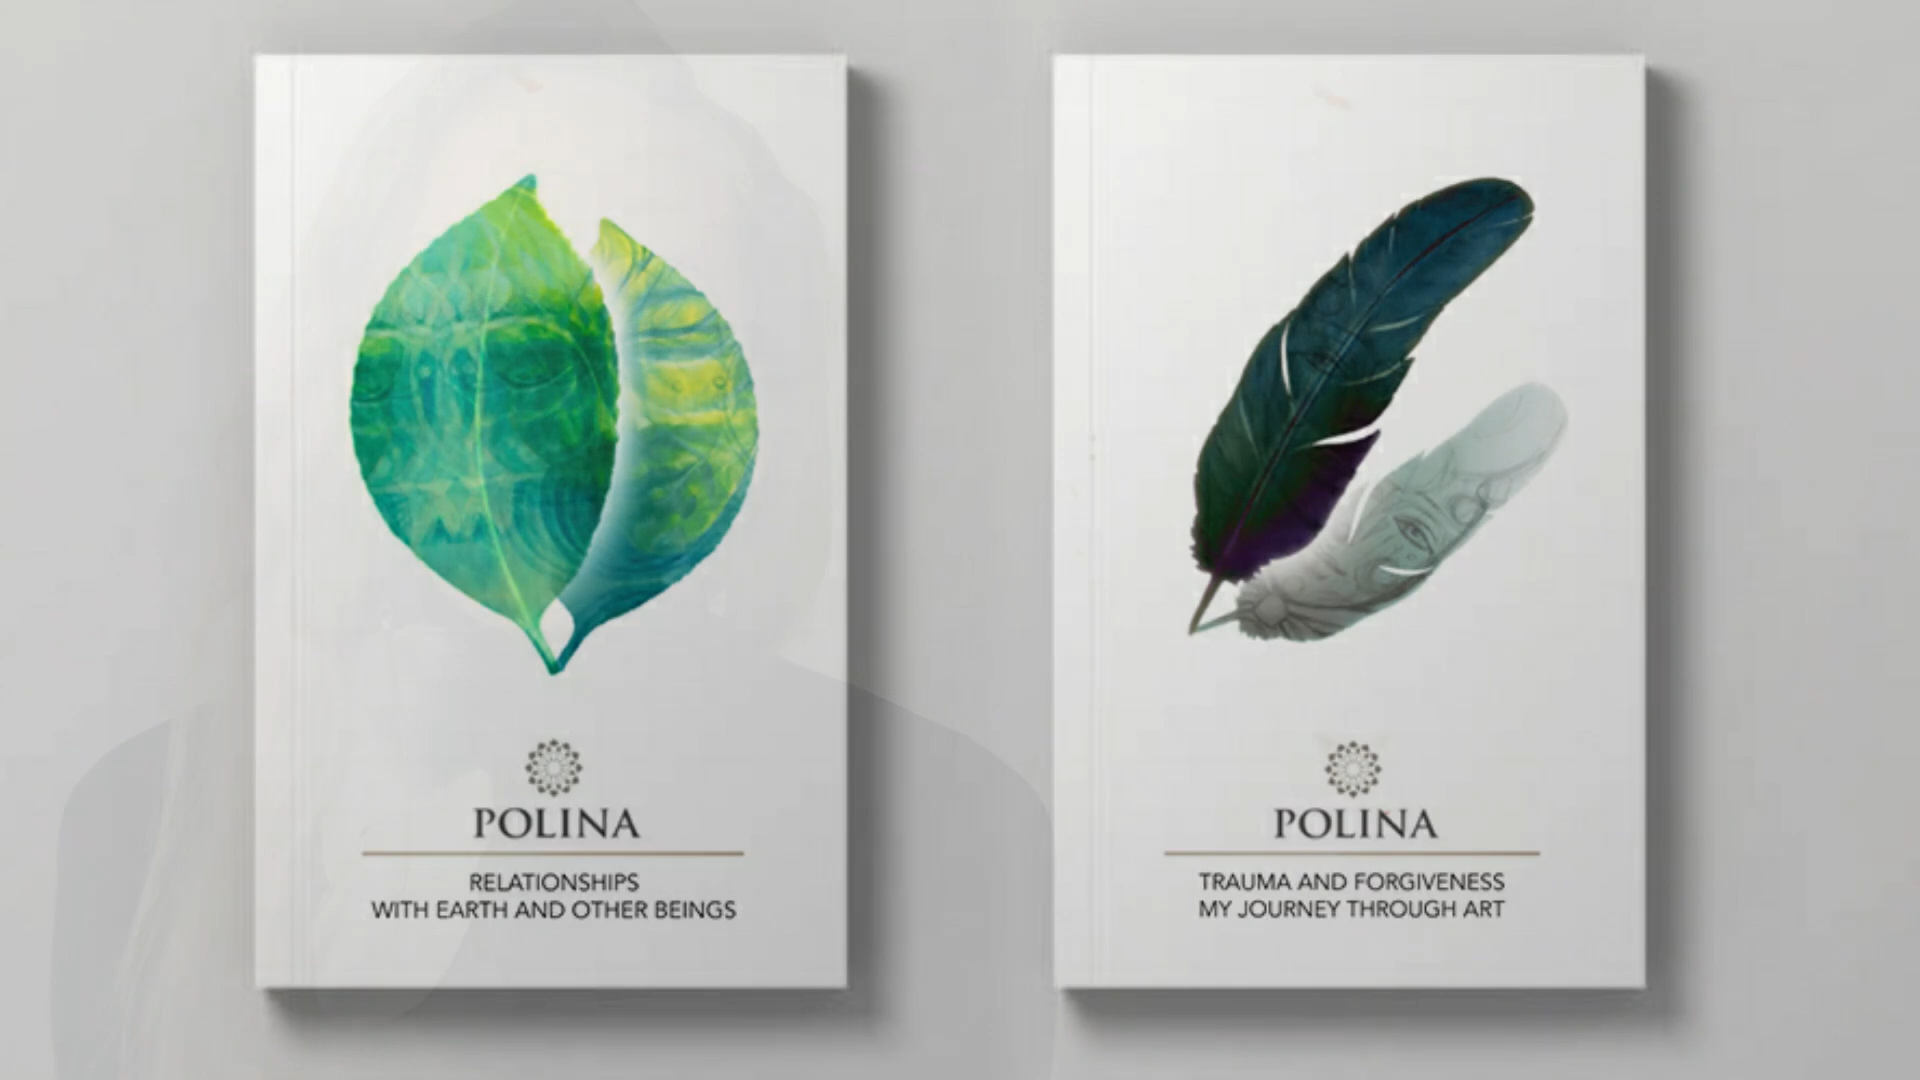 POLINA
RELATIONSHIPS
WITH EARTH AND OTHER BEINGS
POLINA
TRAUMA AND FORGIVENESS
MY JOURNEY THROUGH ART